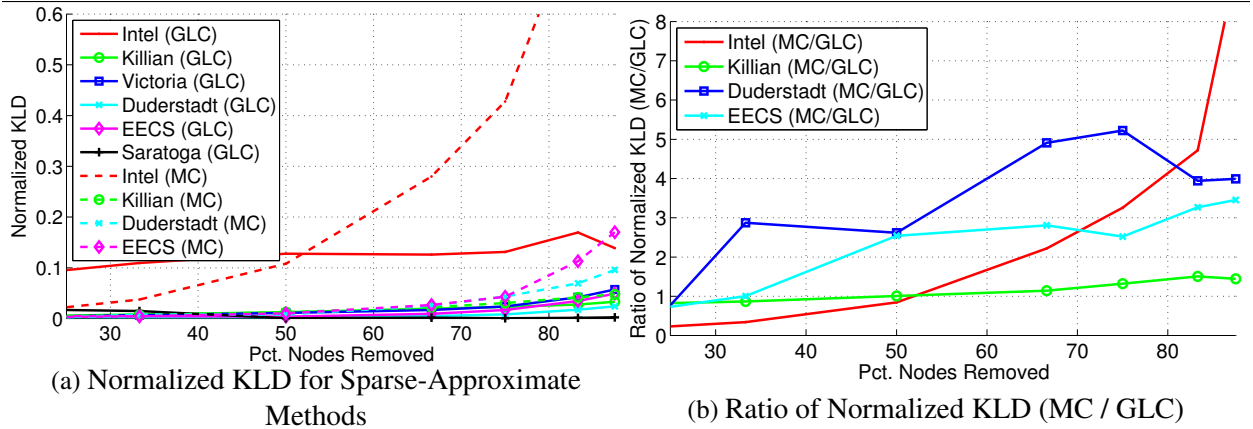 0.6
0.5
0.4
0.3
0.2
0.1
0
Normalized KLD
Intel (GLC)
Killian (GLC)
Victoria (GLC)
Duderstadt (GLC)
EECS (GLC)
Saratoga (GLC)
Intel (MC)
Killian (MC)
Duderstadt (MC)
EECS (MC)
30 40 50 60 70 80
Pct. Nodes Removed
(a) Normalized KLD for Sparse-Approximate
Methods
8
7
6
5
4
3
2
1
0
Ratio of Normalized KLD (MC/GLC)
Intel (MC/GLC)
Killian (MC/GLC)
Duderstadt (MC/GLC)
EECS (MC/GLC)
30 40 50 60 70 80
Pct. Nodes Removed
(b) Ratio of Normalized KLD (MC / GLC)